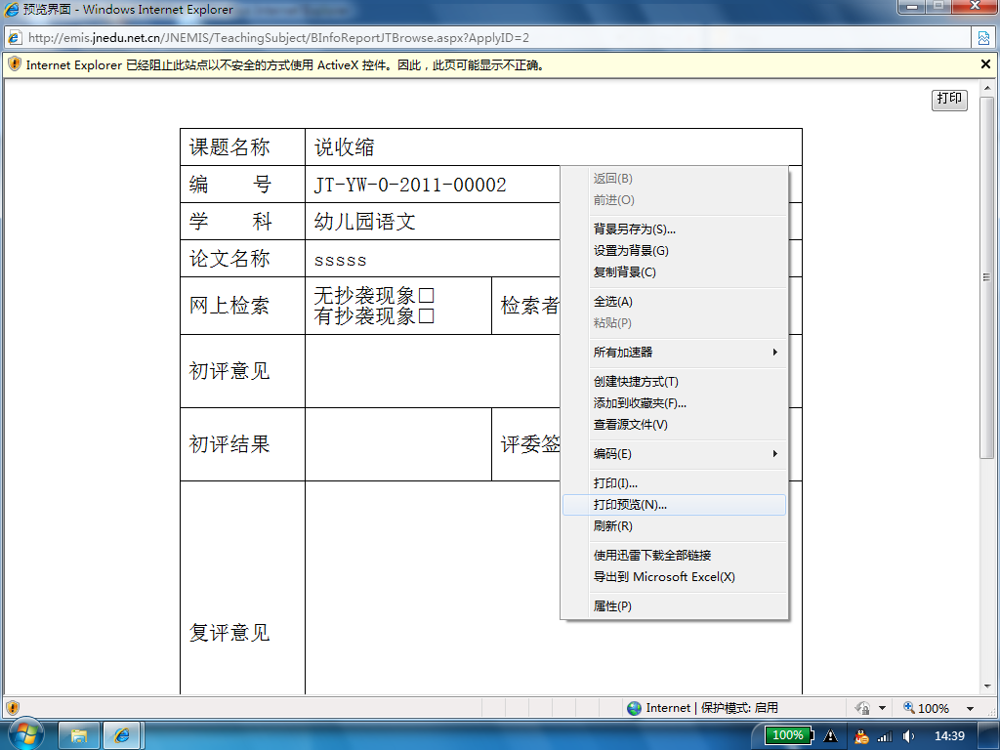 预览界面 - Windows Internet Explorer
http://emis.jnedu.net.cn/JNEMIS/TeachingSubject/BInfoReportJTBrowse.aspx?ApplyID=2
Internet Explorer 已经阻止此站点以不安全的方式使用 ActiveX 控件。因此，此页可能显示不正确。
打印
课题名称 说收缩
编 号 JT-YW-0-2011-00002
学 科 幼儿园语文
论文名称 sssss
网上检索 无抄袭现象□
有抄袭现象□
检索者
初评意见
初评结果 评委签
复评意见
返回(B)
前进(O)
背景另存为(S)...
设置为背景(G)
复制背景(C)
全选(A)
粘贴(P)
所有加速器
创建快捷方式(T)
添加到收藏夹(F)...
查看源文件(V)
编码(E)
打印(I)...
打印预览(N)...
刷新(R)
使用迅雷下载全部链接
导出到 Microsoft Excel(X)
属性(P)
Internet | 保护模式: 启用
100%
100%
14:39